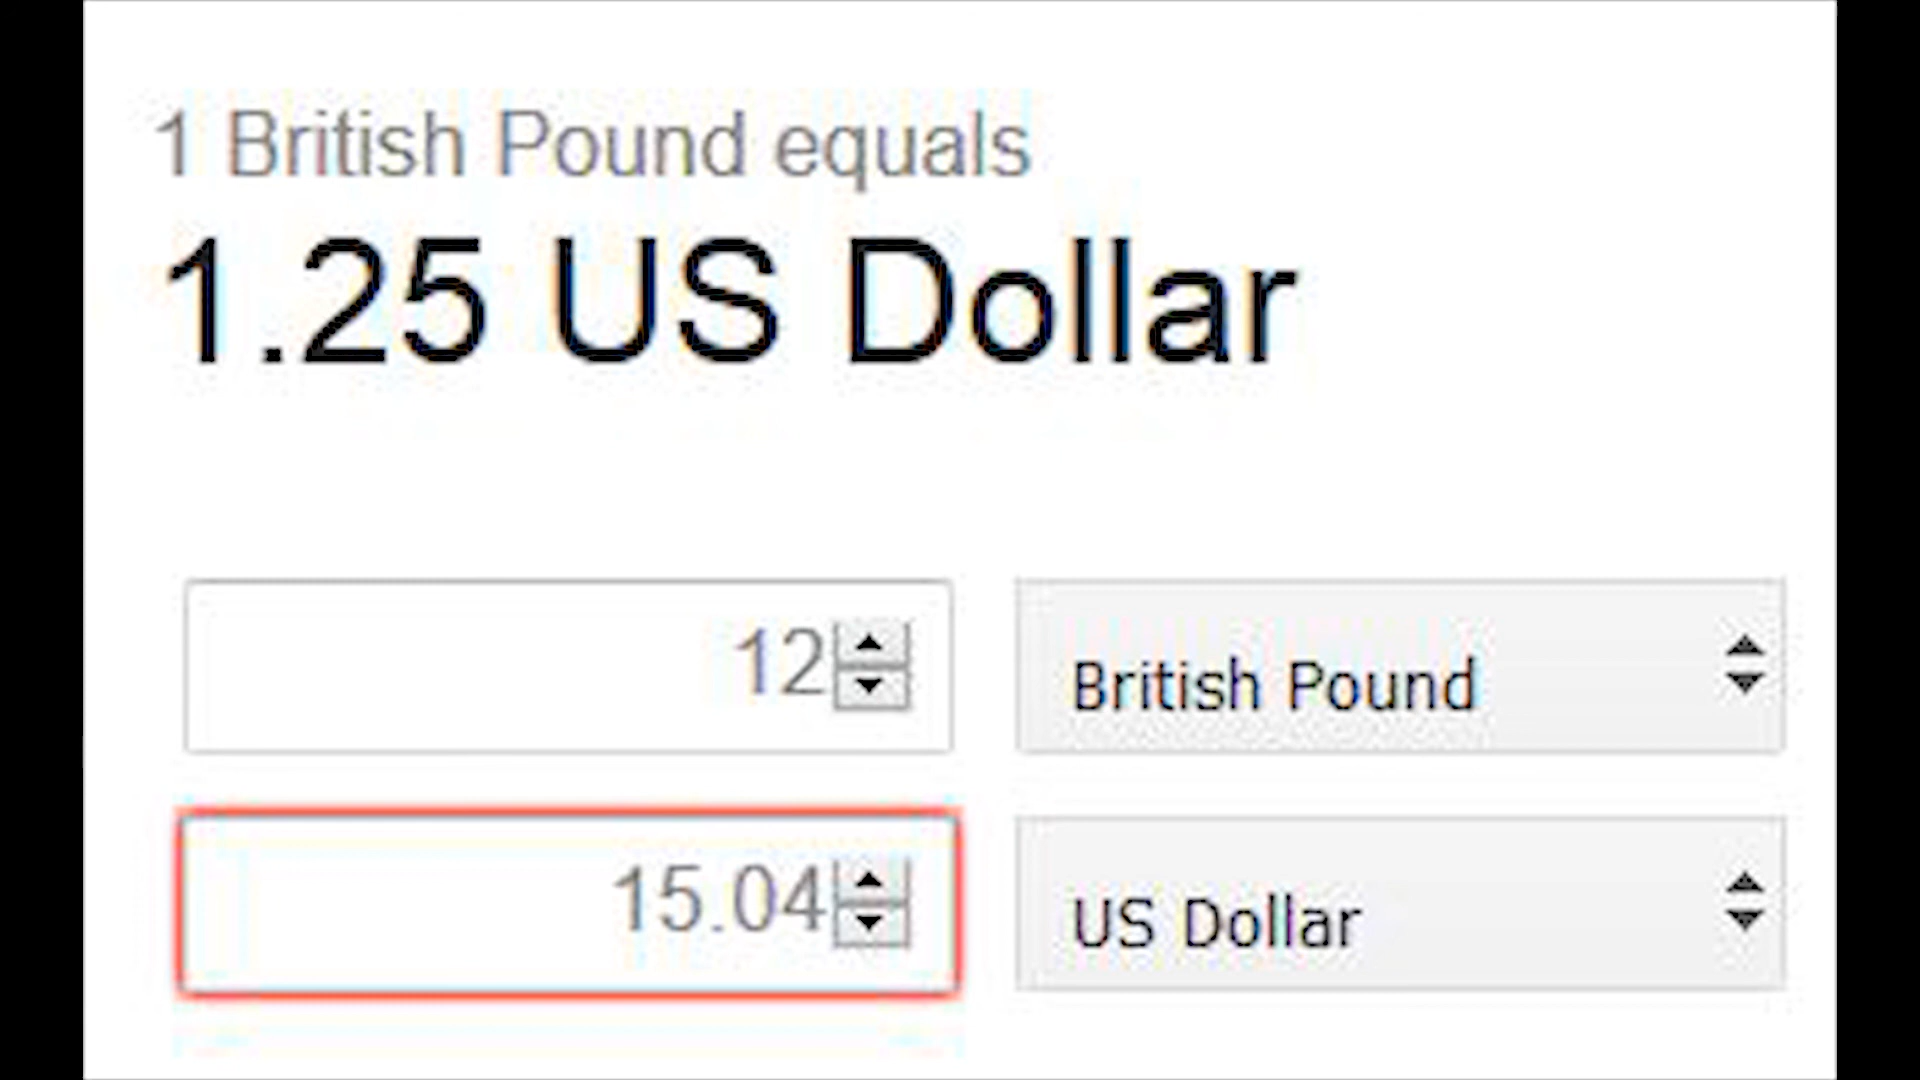 1 British Pound equals
1.25 US Dollar
12 British Pound
15.04 US Dollar